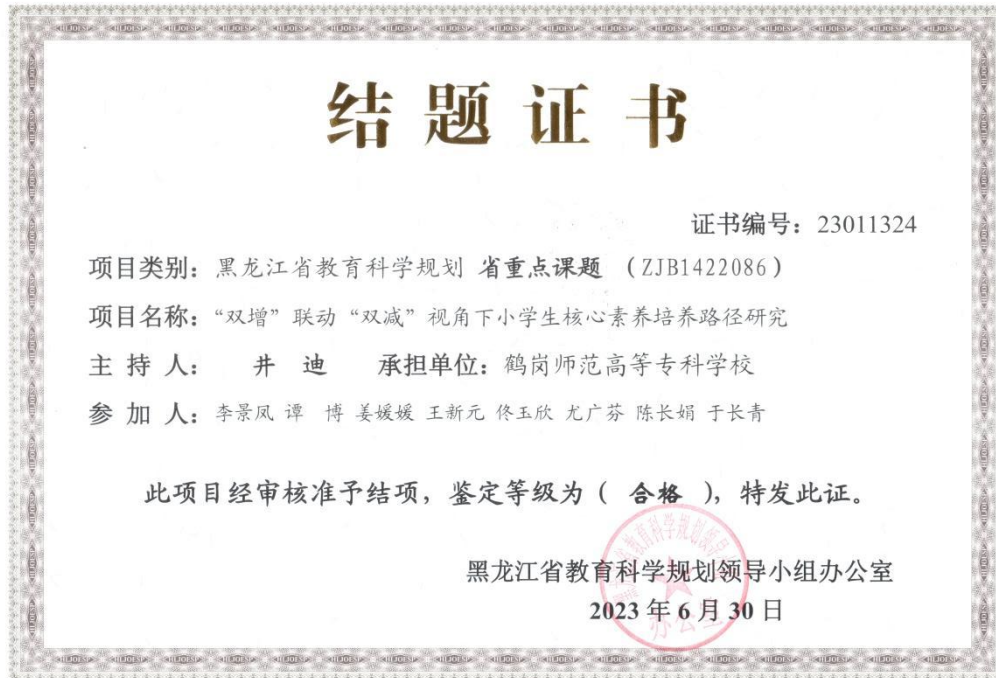 结题证书
证书编号：23011324
项目类别：黑龙江省教育科学规划 省重点课题 （ZJB1422086）
项目名称：“双增”联动“双减”视角下小学生核心素养培养路径研究
主 持 人： 井 迪 承担单位：鹤岗师范高等专科学校
参 加 人：李景凤 谭 博 姜媛媛 王新元 佟玉欣 尤广芬 陈长娟 于长青
此项目经审核准予结项，鉴定等级为（ 合格 ），特发此证。
黑龙江省教育科学规划领导小组办公室
2023 年 6 月 30 日